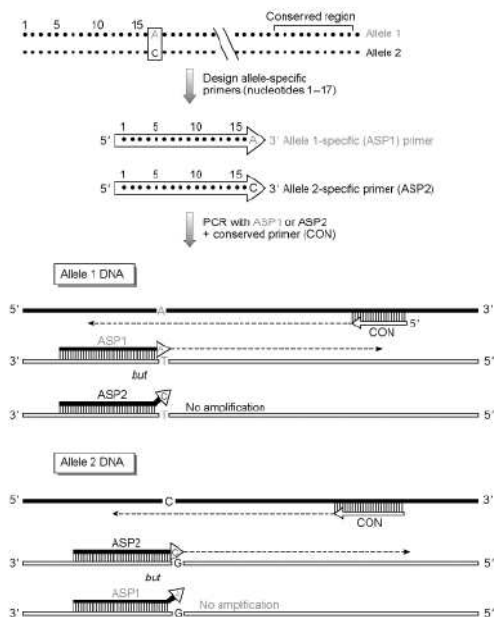 Conserved region
1 5 10 15
A Allele 1
C Allele 2
Design allele-specific
primers (nucleotides 1–17)
1 5 10 15
5' A 3' Allele 1-specific (ASP1) primer
1 5 10 15
5' C 3' Allele 2-specific primer (ASP2)
PCR with ASP1 or ASP2
+ conserved primer (CON)
Allele 1 DNA
5' A 3'
5'
CON
ASP1
3' T 5'
but
ASP2 C No amplification
3' T 5'
Allele 2 DNA
5' C 3'
CON
ASP2
3' G 5'
but
ASP1 No amplification
3' G 5'